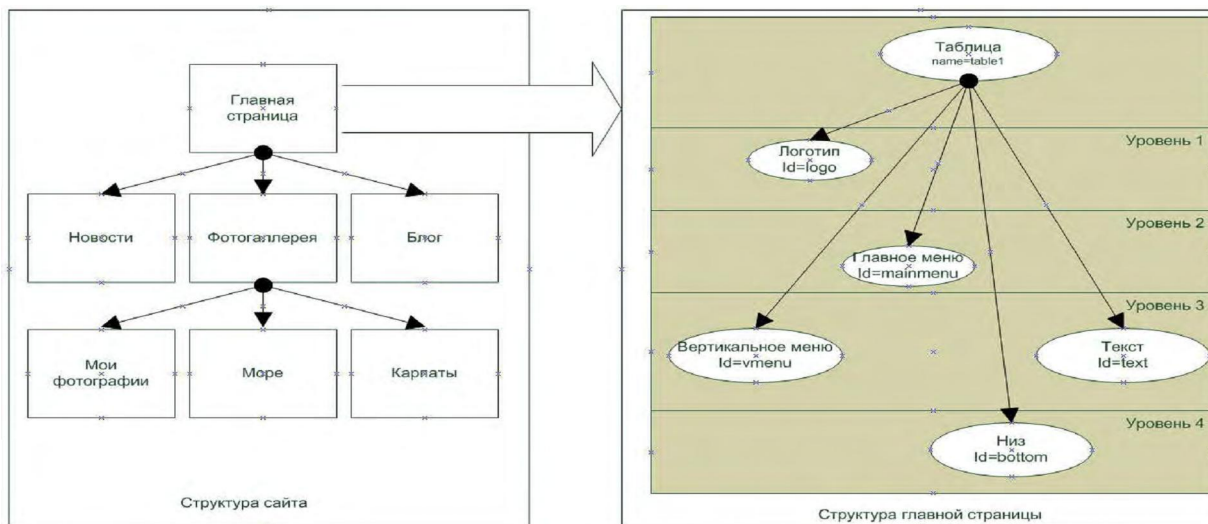 Главная
страница
Новости
Фотогаллерея
Блог
Мои
фотографии
Море
Карпаты
Структура сайта
Таблица
name=table1
Уровень 1
Логотип
Id=logo
Уровень 2
Главное меню
Id=mainmenu
Уровень 3
Вертикальное меню
Id=vmenu
Текст
Id=text
Уровень 4
Низ
Id=bottom
Структура главной страницы